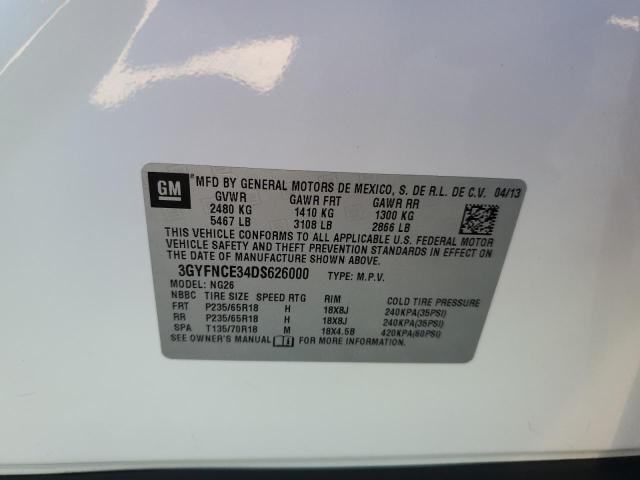 GM
MFD BY GENERAL MOTORS DE MEXICO, S. DE R.L. DE C.V. 04/13
GVWR GAWR FRT GAWR RR
2480 KG 1410 KG 1300 KG
5467 LB 3108 LB 2866 LB
THIS VEHICLE CONFORMS TO ALL APPLICABLE U.S. FEDERAL MOTOR
VEHICLE SAFETY AND THEFT PREVENTION STANDARDS IN EFFECT ON
THE DATE OF MANUFACTURE SHOWN ABOVE.
3GYFNCE34DS626000 TYPE: M.P.V.
MODEL: NG26
NBBC TIRE SIZE SPEED RTG RIM COLD TIRE PRESSURE
FRT P235/65R18 H 18X8J 240KPA(35PSI)
RR P235/65R18 H 18X8J 240KPA(35PSI)
SPA T135/70R18 M 18X4.5B 420KPA(60PSI)
SEE OWNER'S MANUAL FOR MORE INFORMATION.